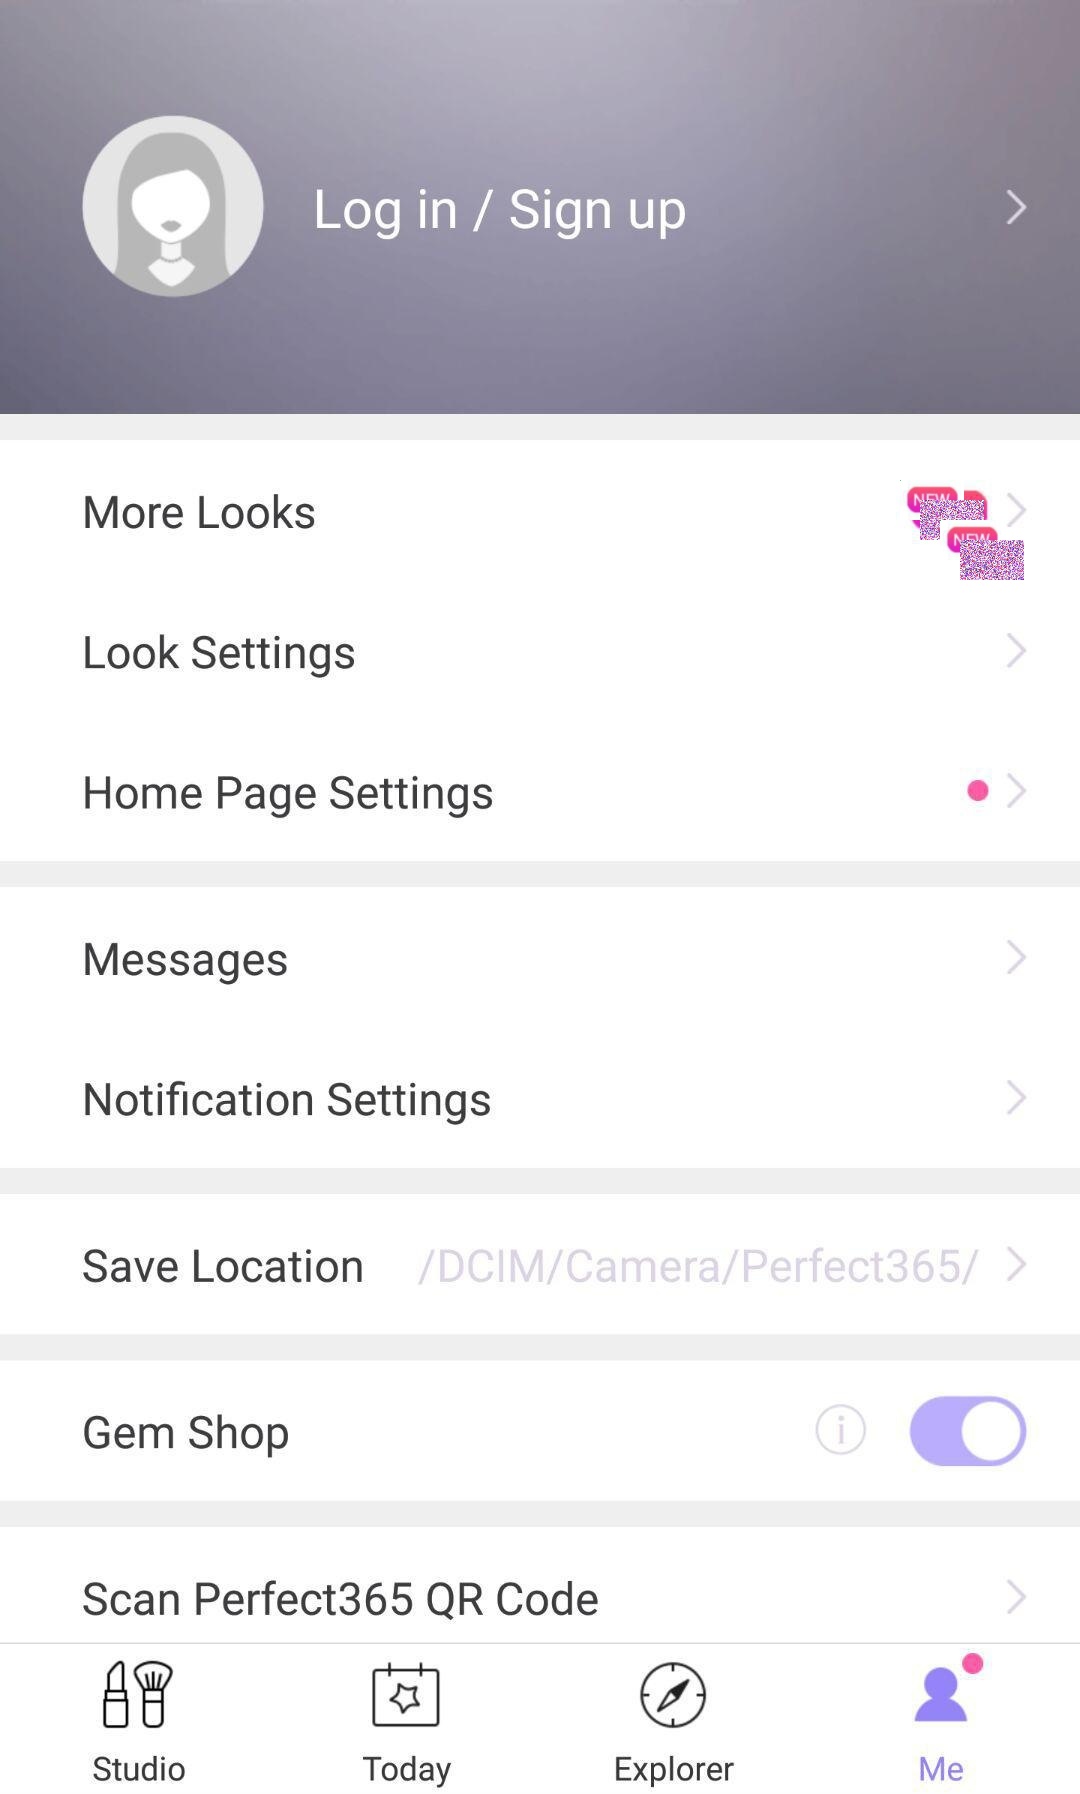 Log in / Sign up
More Looks
NEW
NEW
Look Settings
Home Page Settings
Messages
Notification Settings
Save Location /DCIM/Camera/Perfect365/
Gem Shop i
Scan Perfect365 QR Code
Studio Today Explorer Me